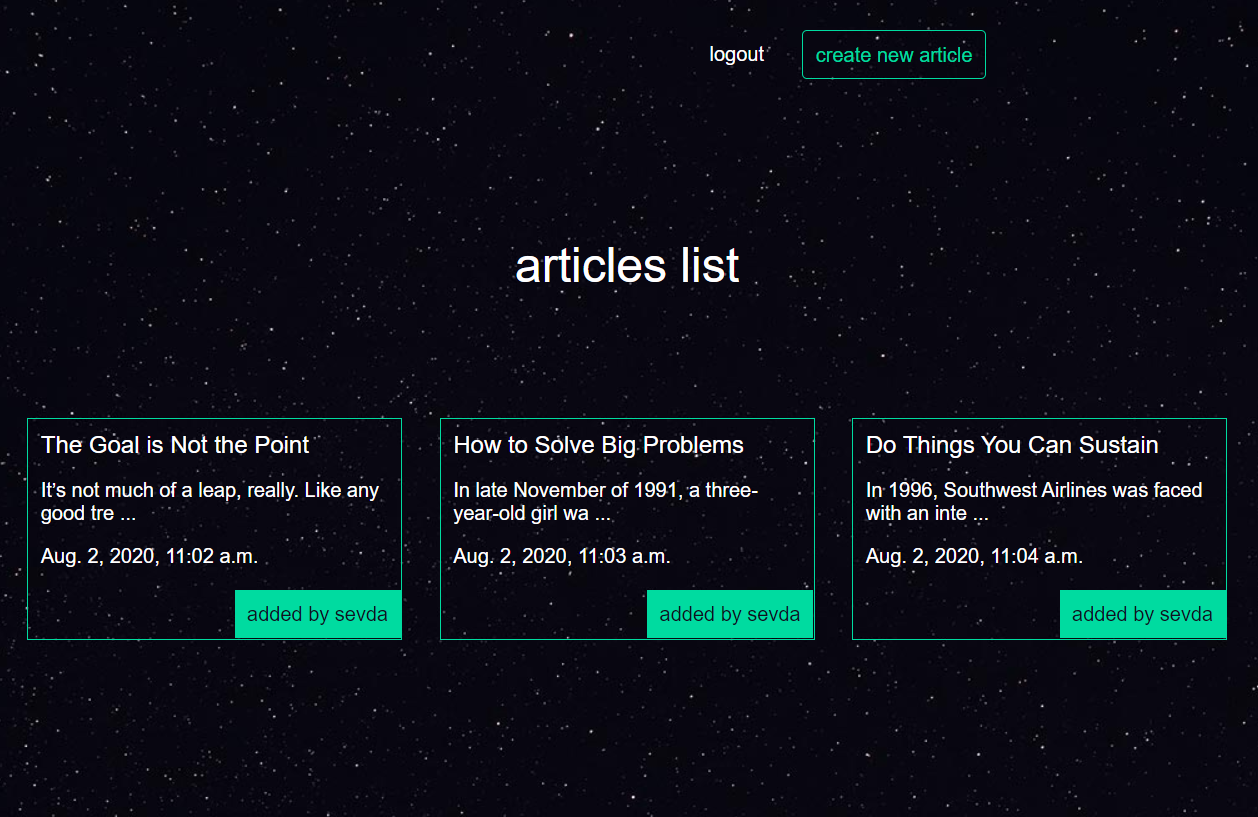 logout
create new article
articles list
The Goal is Not the Point
It’s not much of a leap, really. Like any
good tre ...
Aug. 2, 2020, 11:02 a.m.
added by sevda
How to Solve Big Problems
In late November of 1991, a three-
year-old girl wa ...
Aug. 2, 2020, 11:03 a.m.
added by sevda
Do Things You Can Sustain
In 1996, Southwest Airlines was faced
with an inte ...
Aug. 2, 2020, 11:04 a.m.
added by sevda